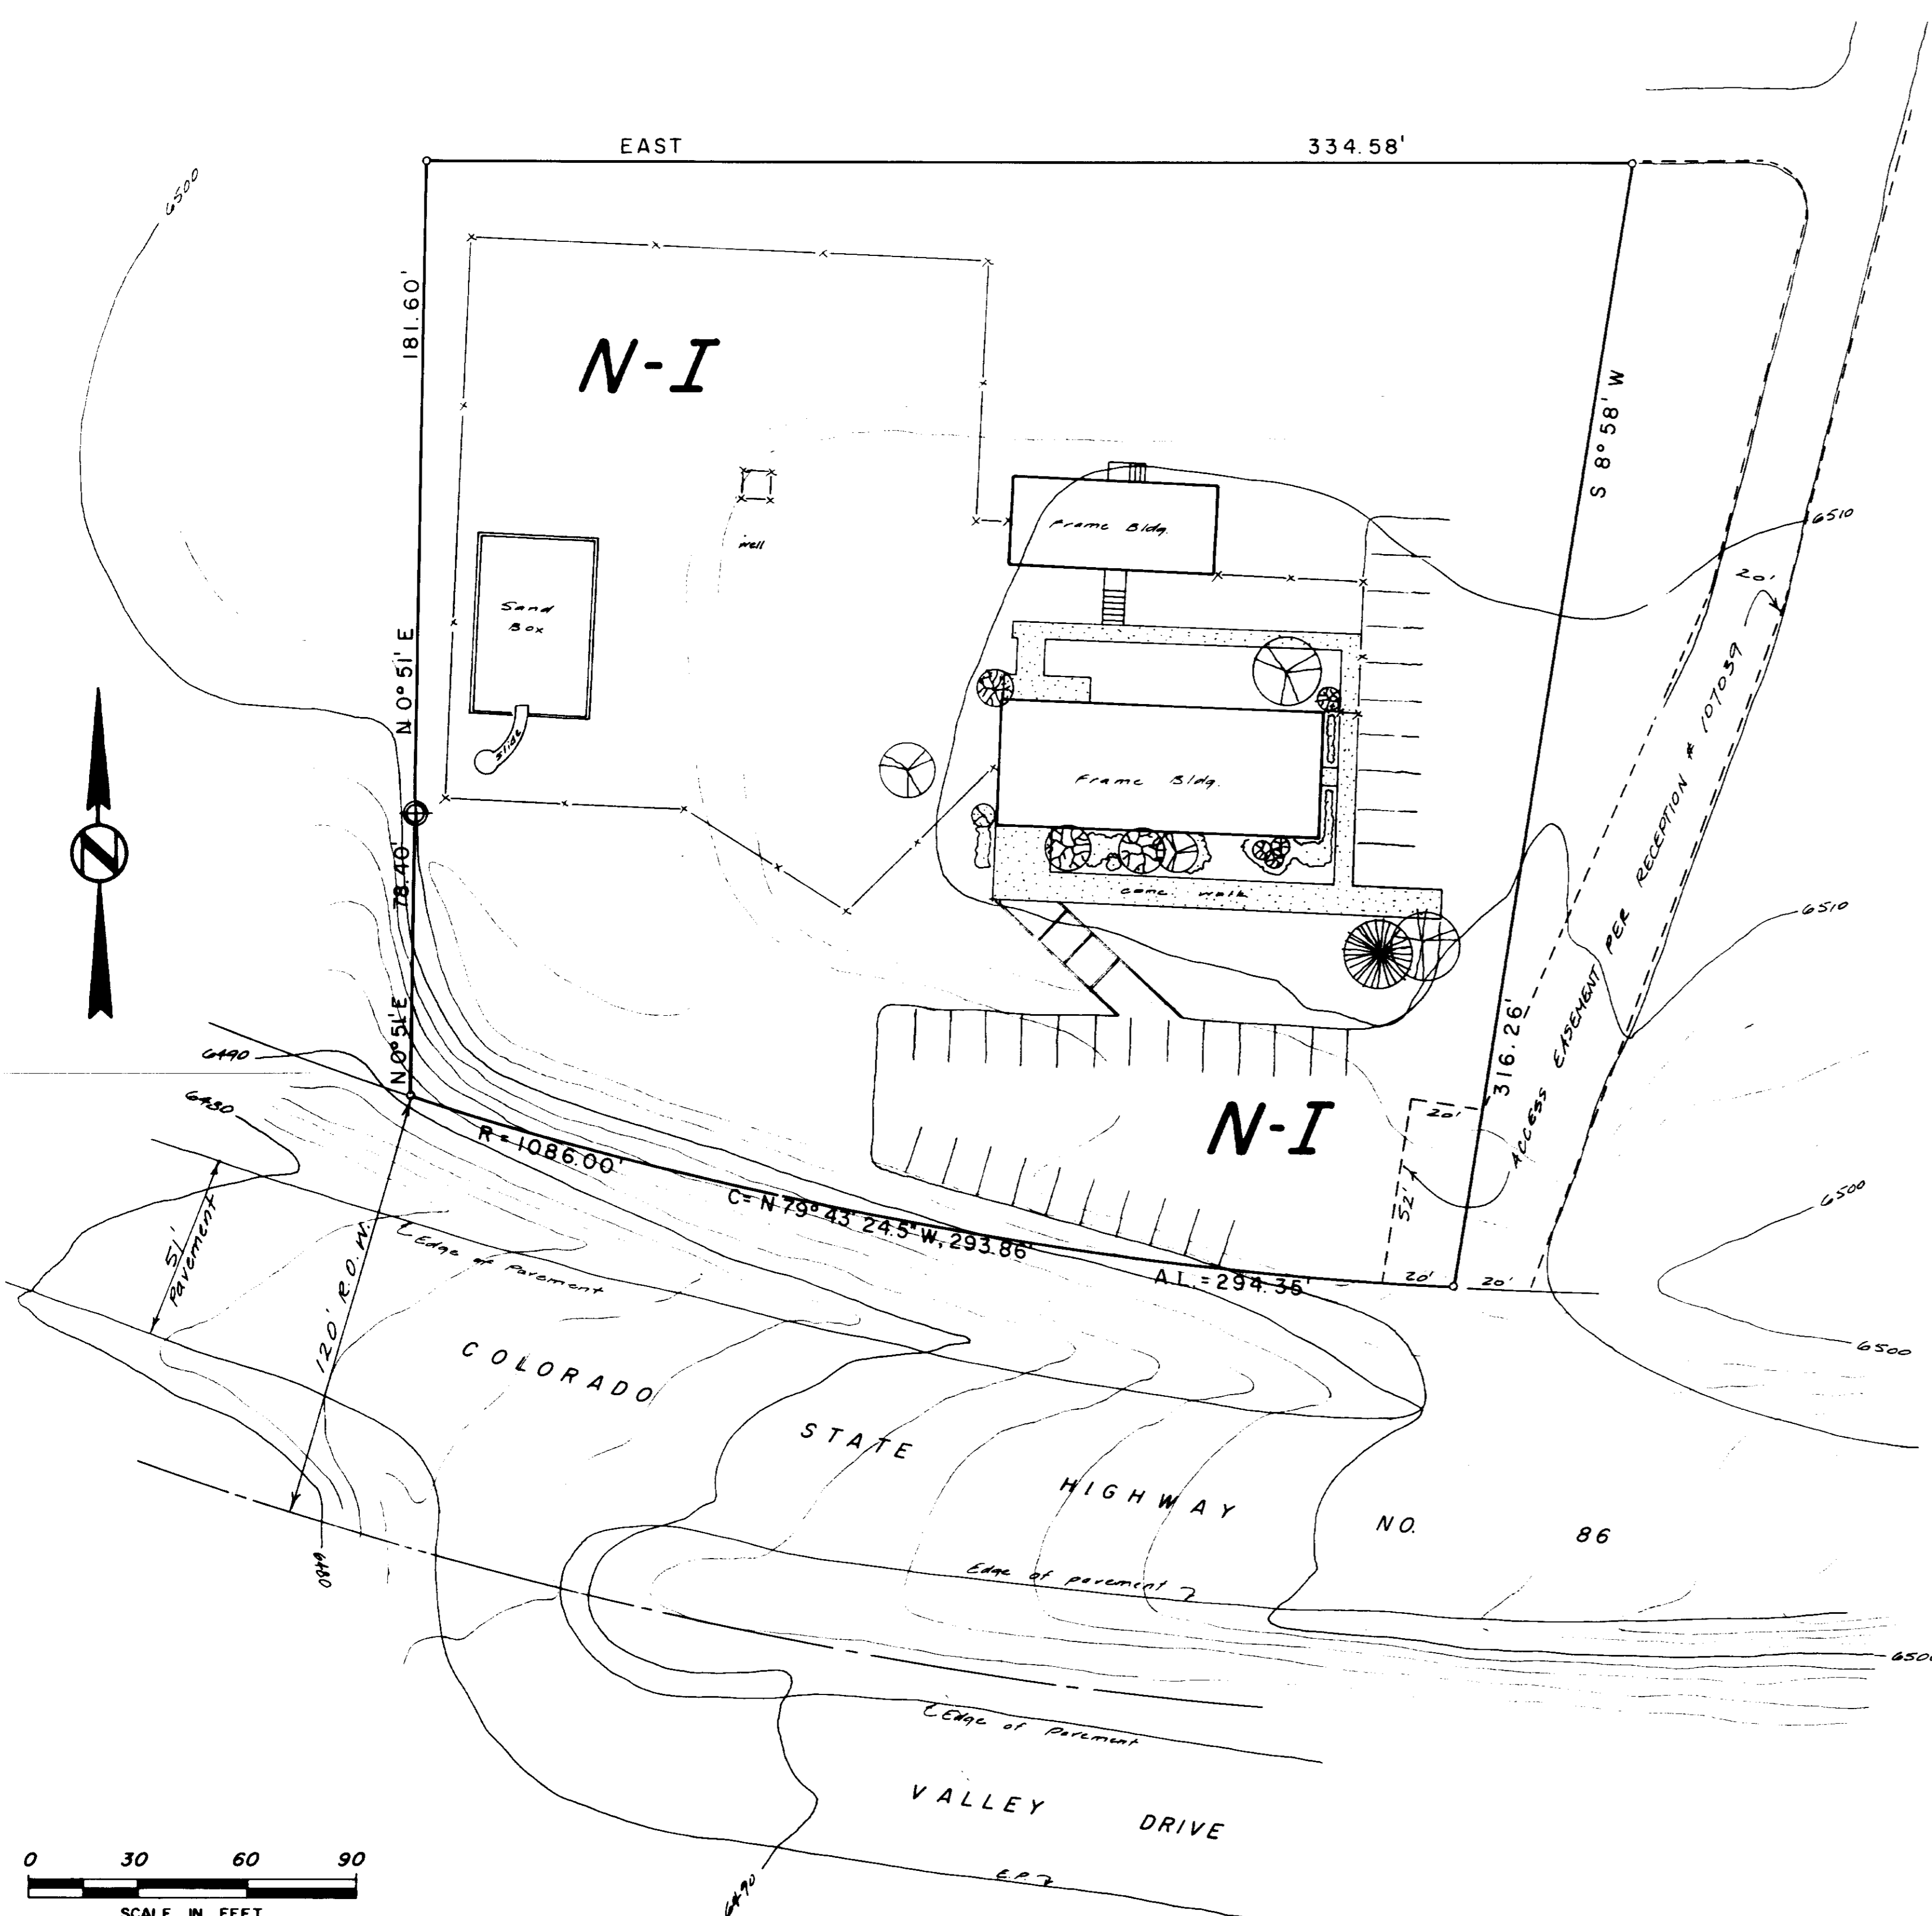 EAST 334.58'
6500
181.60'
N-I
S 8°58' W
6510
Frame Bldg.
well
20'
Sand
Box
N 0°51' E
Slide
Frame Bldg.
ACCESS EASEMENT PER RECEPTION # 107039
N
78.40'
conc. walk
6510
N 0°51' E
316.26'
6490
6480
N-I
20'
R = 1086.00'
52'
6500
C= N 79° 43' 24.5" W, 293.86'
51'
Pavement
Edge of Pavement
A.L. = 294.36'
20'
20'
120' R.O.W.
6500
COLORADO
STATE
HIGHWAY
NO. 86
6480
Edge of pavement
6500
Edge of Pavement
VALLEY DRIVE
E.P.
6490
0 30 60 90
SCALE IN FEET